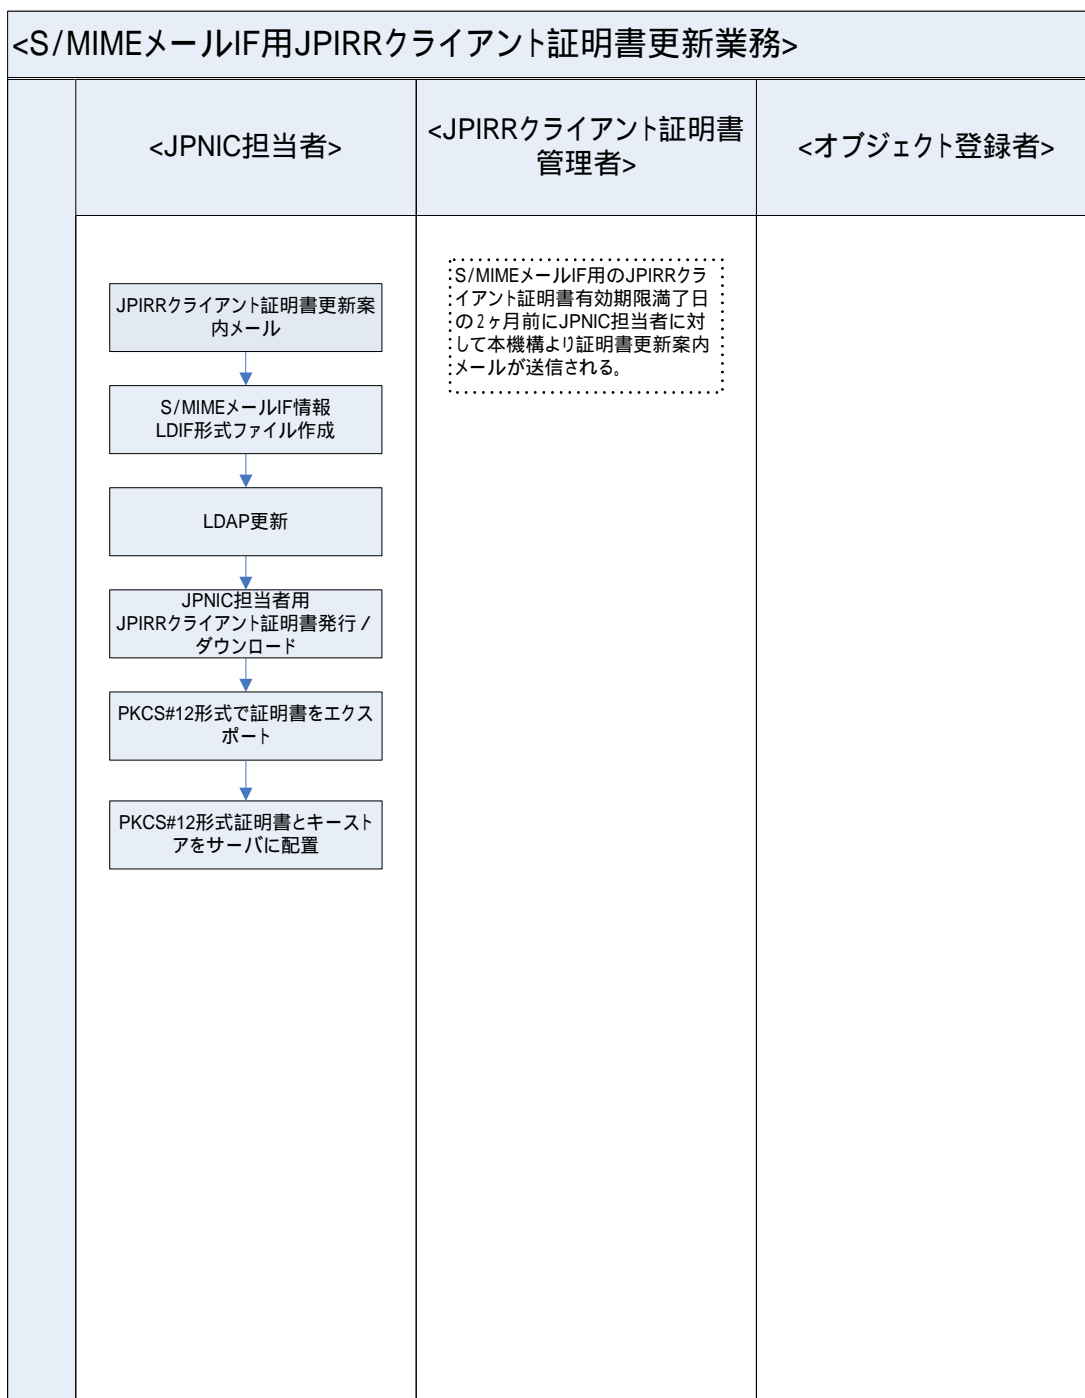 <S/MIMEメールIF用JPIRRクライアント証明書更新業務>
<JPNIC担当者>
<JPIRRクライアント証明書
管理者>
<オブジェクト登録者>
JPIRRクライアント証明書更新案
内メール
S/MIMEメールIF情報
LDIF形式ファイル作成
LDAP更新
JPNIC担当者用
JPIRRクライアント証明書発行／
ダウンロード
PKCS#12形式で証明書をエクス
ポート
PKCS#12形式証明書とキースト
アをサーバに配置
S/MIMEメールIF用のJPIRRクラ
イアント証明書有効期限満了日
の2ヶ月前にJPNIC担当者に対
して本機構より証明書更新案内
メールが送信される。